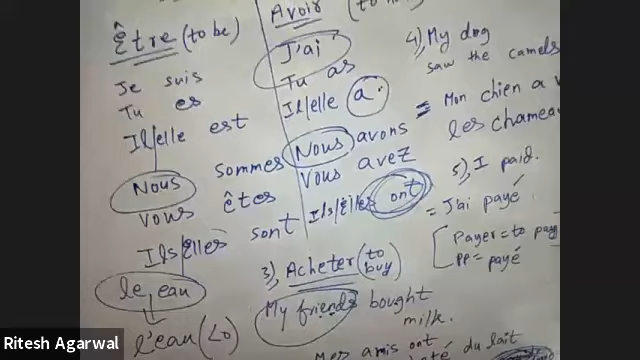 Être (to be)
Je suis
Tu es
Il/elle est
Nous sommes
Vous êtes
Ils/elles sont
le eau
l'eau (L)
Avoir (to
J'ai
Tu as
Il/elle a.
Nous avons
Vous avez
Ils/elles ont
3), Acheter (to buy)
My friends bought
milk.
Mes amis ont
du lait
4), My dog
saw the camels
= Mon chien a
les chameau
5), I paid.
= J'ai payé.
[Payer = to pay
PP = payé
Ritesh Agarwal